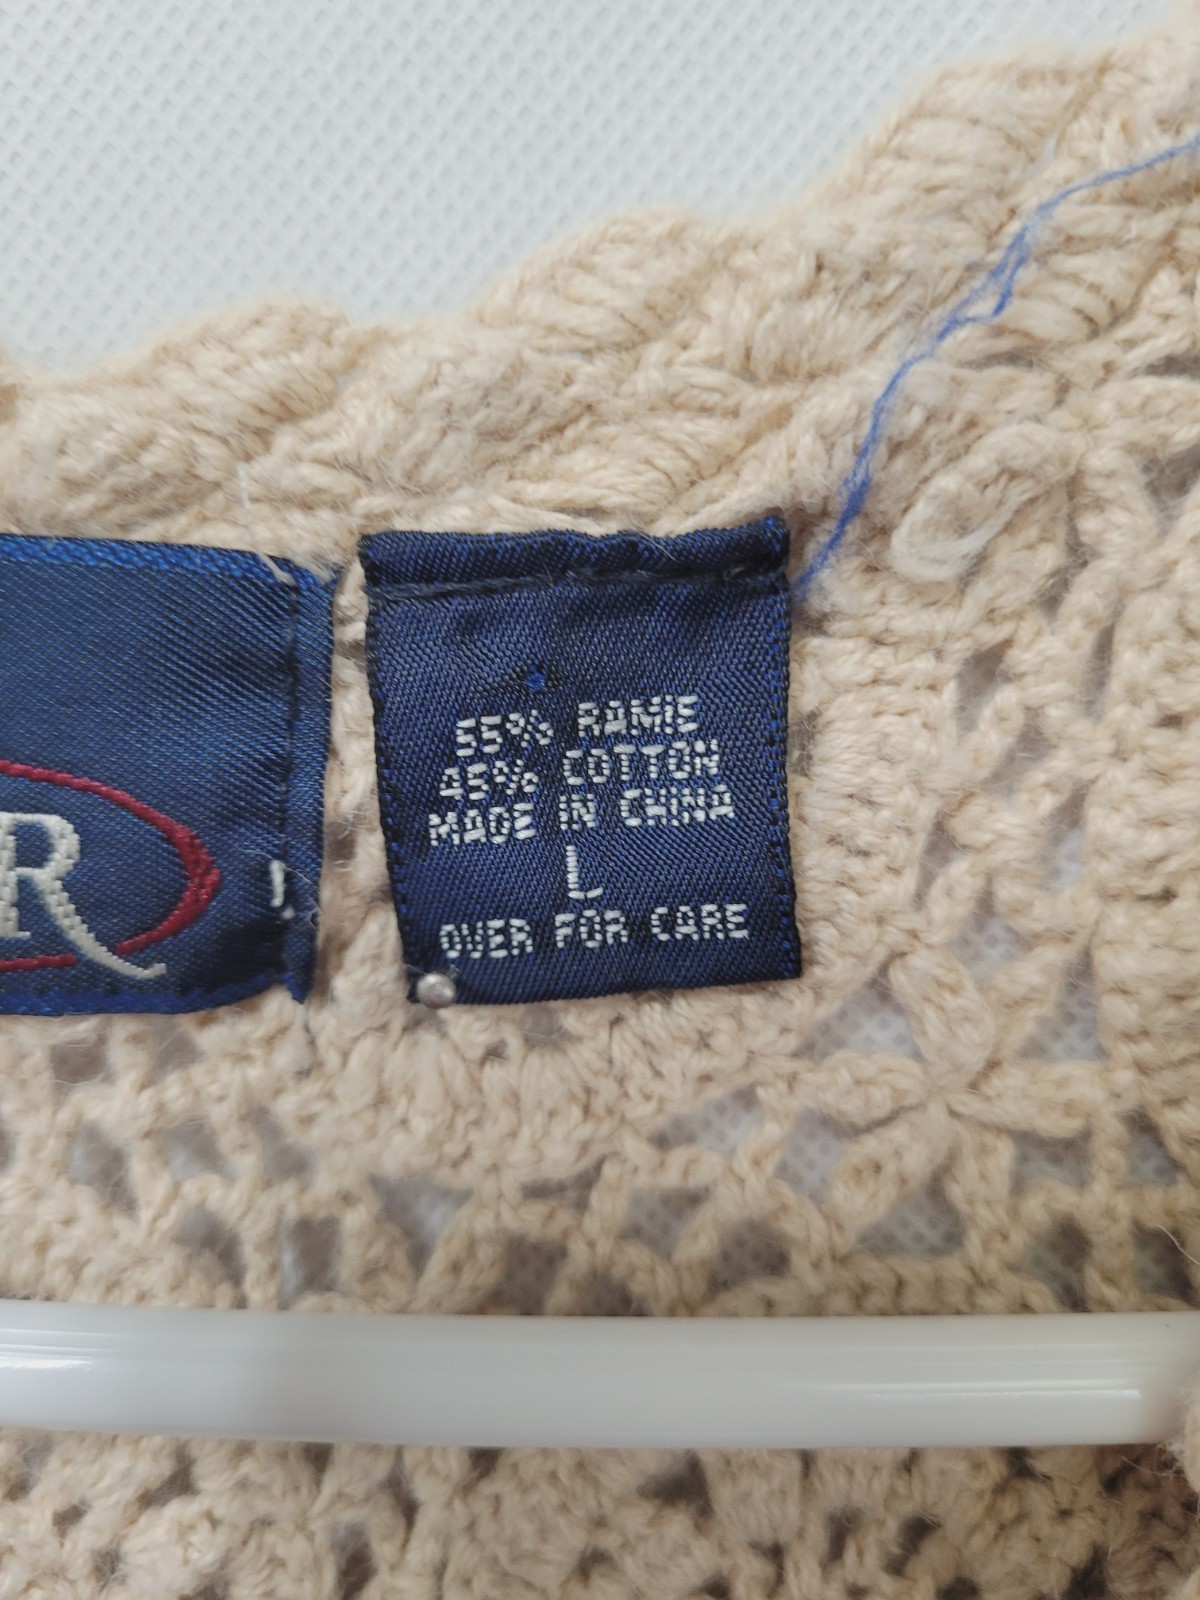 R
55% RAMIE
45% COTTON
MADE IN CHINA
L
OVER FOR CARE